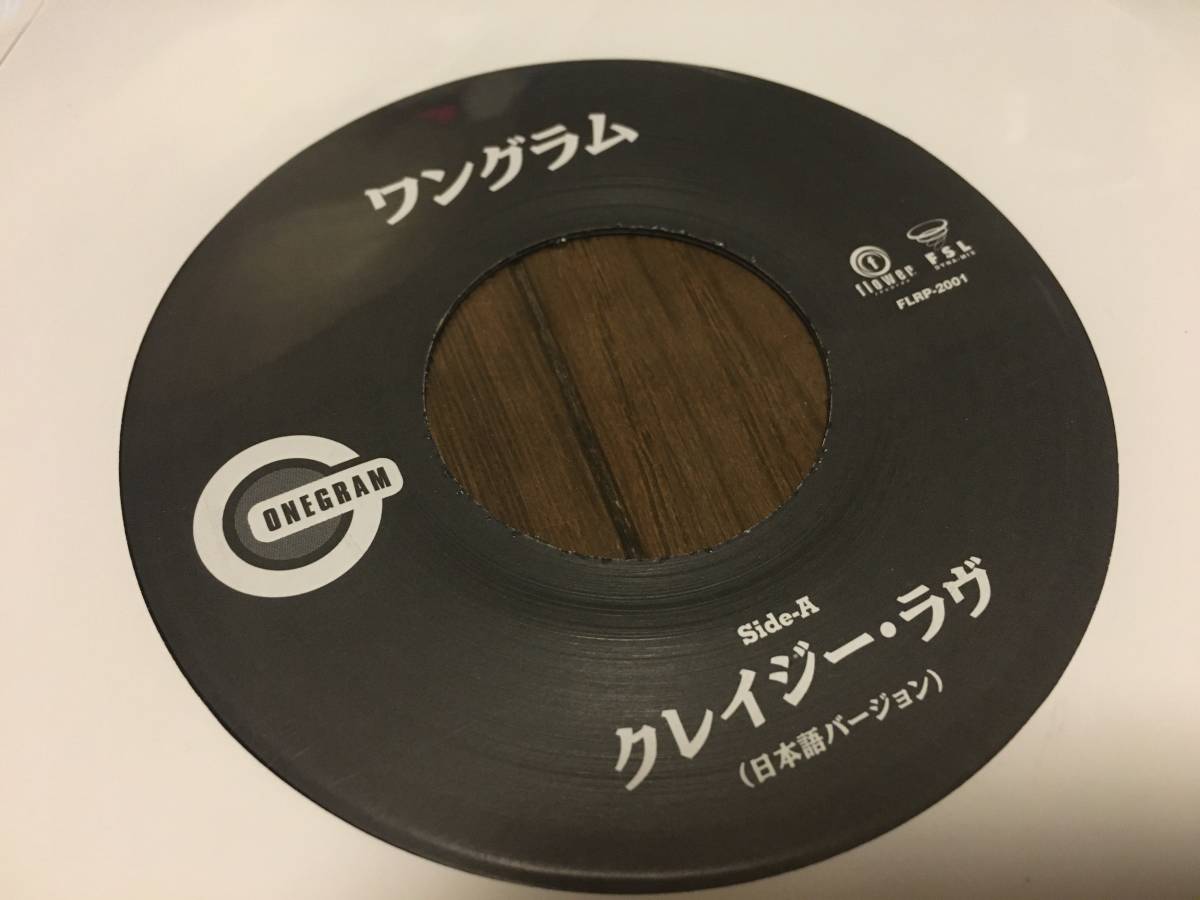 ワングラム
f
flower
FSL
FLRP-2001
ONEGRAM
Side-A
クレイジー・ラヴ
（日本語バージョン）